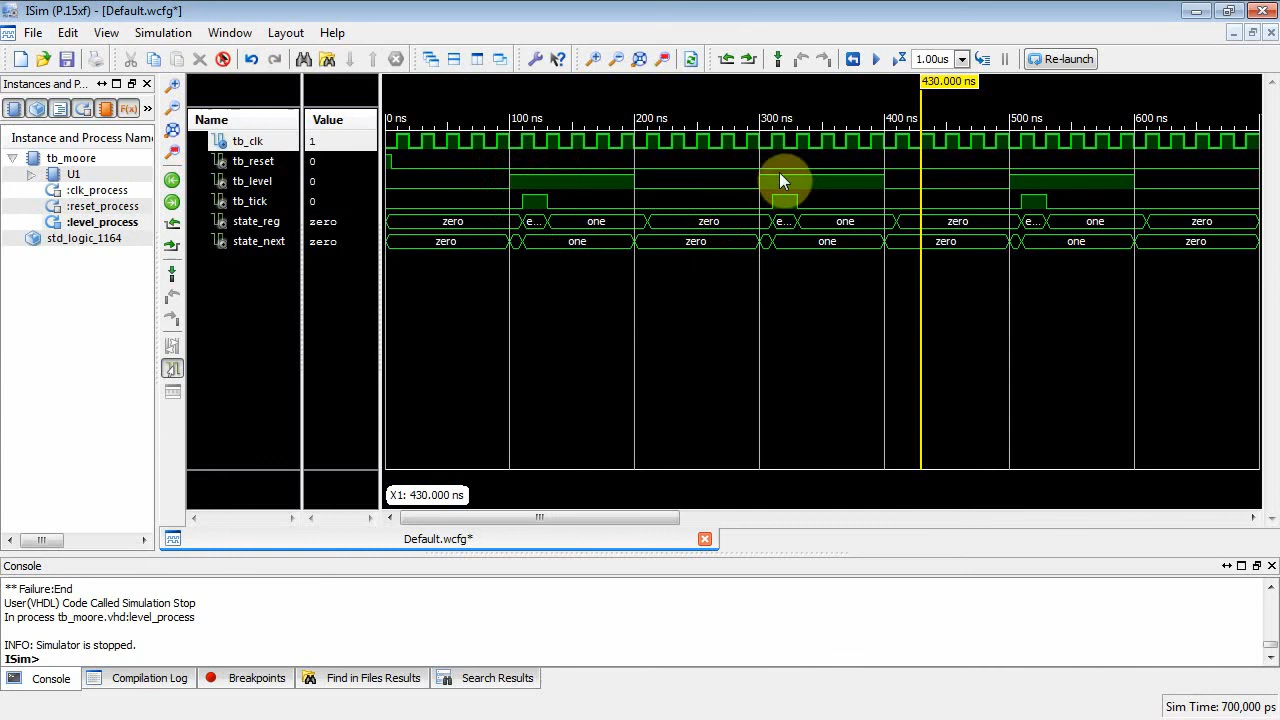 ISim (P.15xf) - [Default.wcfg*]
File Edit View Simulation Window Layout Help
1.00us Re-launch
Instances and P...
F(x) »
Instance and Process Name
tb_moore
U1
:clk_process
:reset_process
:level_process
std_logic_1164
Name Value
tb_clk 1
tb_reset 0
tb_level 0
tb_tick 0
state_reg zero
state_next zero
430.000 ns
0 ns 100 ns 200 ns 300 ns 400 ns 500 ns 600 ns
zero e... one zero e... one zero e... one zero
zero one zero one zero one zero
X1: 430.000 ns
Default.wcfg*
Console
** Failure:End
User(VHDL) Code Called Simulation Stop
In process tb_moore.vhd:level_process
INFO: Simulator is stopped.
ISim>
Console Compilation Log Breakpoints Find in Files Results Search Results
Sim Time: 700,000 ps